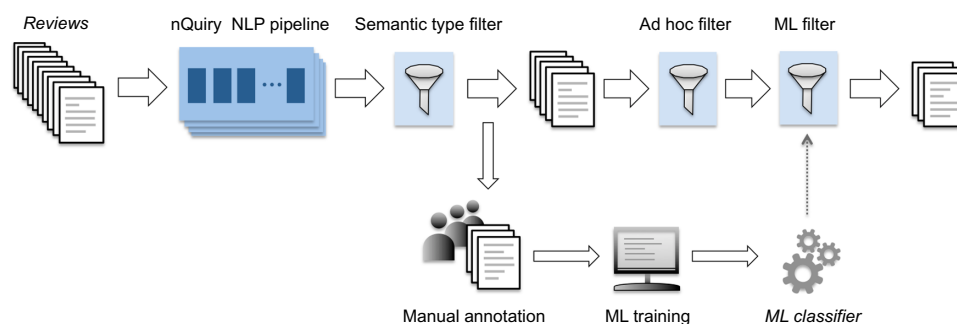 Reviews
nQuiry NLP pipeline
Semantic type filter
Ad hoc filter
ML filter
Manual annotation
ML training
ML classifier